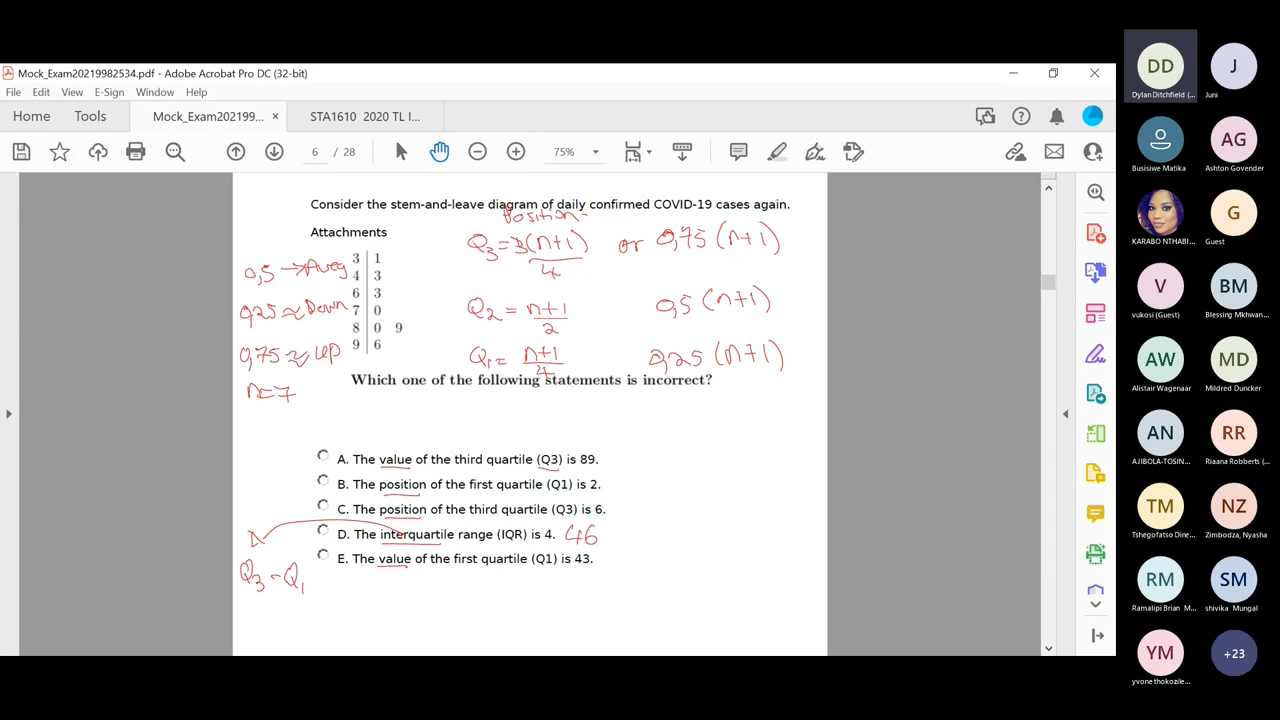 Mock_Exam20219982534.pdf - Adobe Acrobat Pro DC (32-bit)
File Edit View Window E-Sign Window Help
Home Tools Mock_Exam202199... × STA1610 2020 TL I...
6 / 28 75%
Consider the stem-and-leave diagram of daily confirmed COVID-19 cases again.
Attachments
Position
3 | 1
4 | 3
6 | 3
7 | 0
8 | 0 9
9 | 6
0,5 → Aveg
0,25 ≈ Down
0,75 ≈ UP
n=7
Q3 = 3(n+1)/4 or 0,75 (n+1)
Q2 = n+1/2 0,5 (n+1)
Q1 = n+1/4 0,25 (n+1)
Which one of the following statements is incorrect?
A. The value of the third quartile (Q3) is 89.
B. The position of the first quartile (Q1) is 2.
C. The position of the third quartile (Q3) is 6.
D. The interquartile range (IQR) is 4. 46
E. The value of the first quartile (Q1) is 43.
Q3 - Q1
DD
Dylan Ditchfield (...
J
Juni
Busisiwe Matika
AG
Ashton Govender
KARABO NTHABI...
G
Guest
V
vukosi (Guest)
BM
Blessing Mkhwan...
AW
Alistair Wagenaar
MD
Mildred Duncker
AN
AJIBOLA-TOSIN...
RR
Riaana Robberts (...
TM
Tshegofatso Dine...
NZ
Zimbodza, Nyasha
RM
Ramalipi Brian M...
SM
shivika Mungal
YM
yvone thokozile...
+23